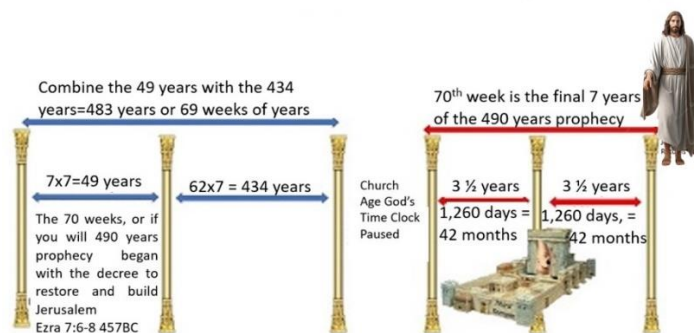 Combine the 49 years with the 434
years=483 years or 69 weeks of years
7x7=49 years
62x7 = 434 years
The 70 weeks, or if
you will 490 years
prophecy began
with the decree to
restore and build
Jerusalem
Ezra 7:6-8 457BC
Church
Age God's
Time Clock
Paused
70th week is the final 7 years
of the 490 years prophecy
3 ½ years
1,260 days =
42 months
3 ½ years
1,260 days, =
42 months